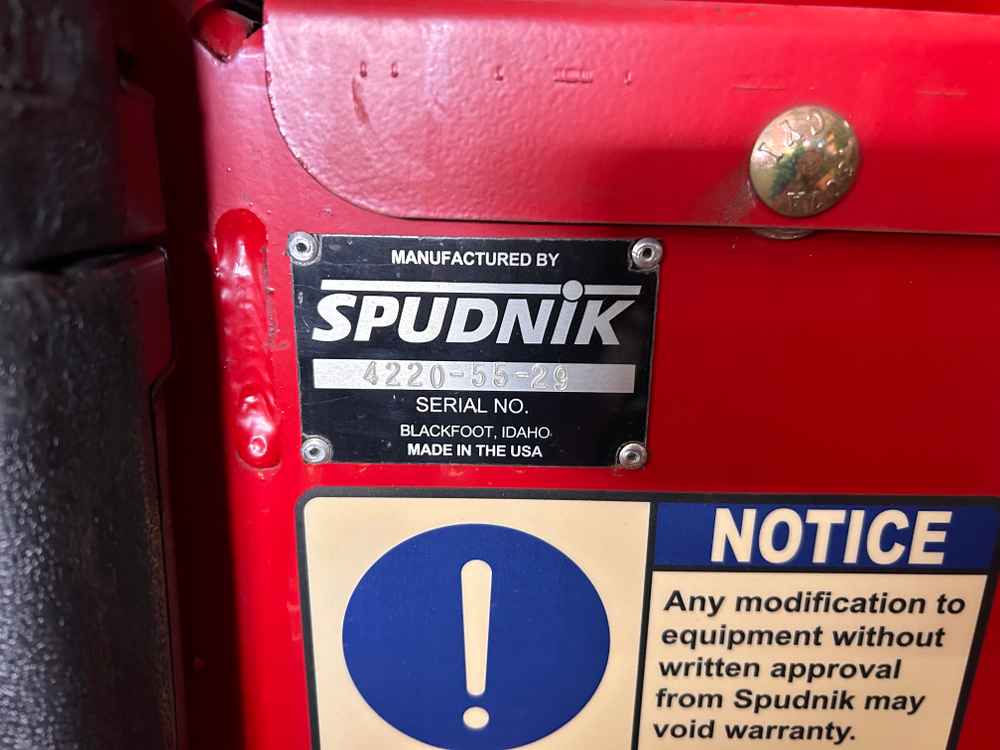 MANUFACTURED BY
SPUDNIK
4220-55-29
SERIAL NO.
BLACKFOOT, IDAHO
MADE IN THE USA
NOTICE
Any modification to
equipment without
written approval
from Spudnik may
void warranty.